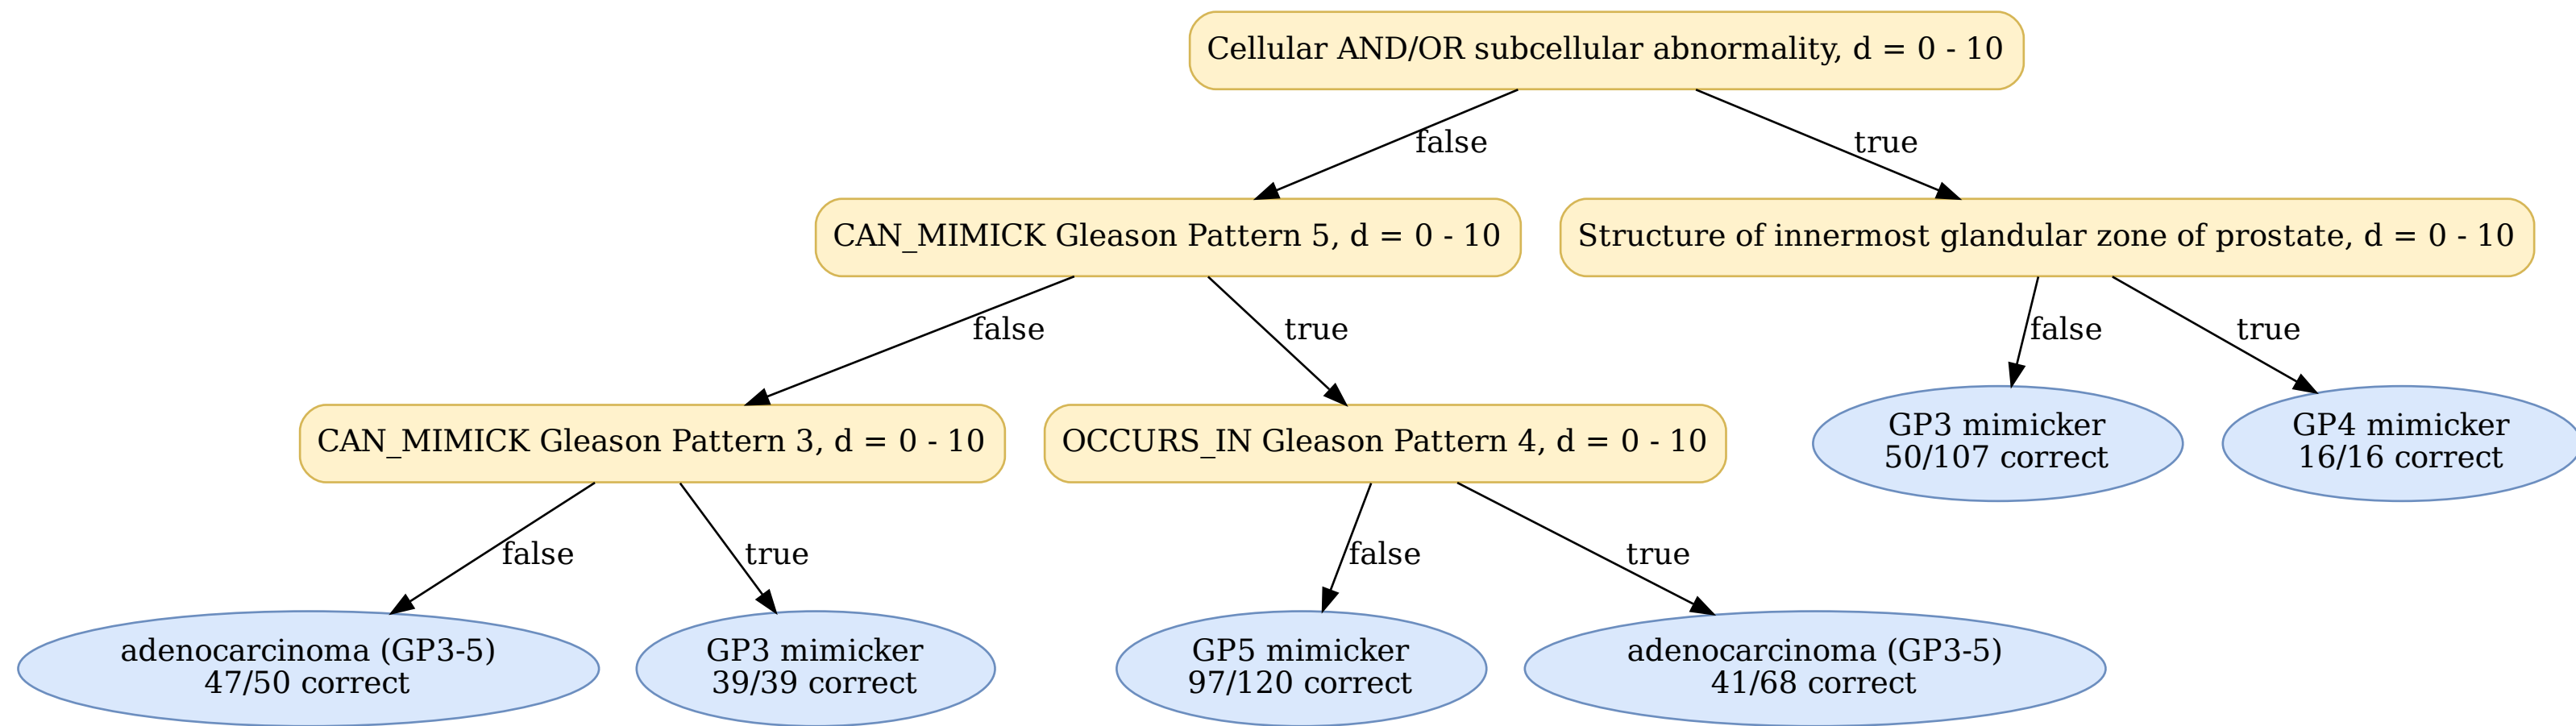 Cellular AND/OR subcellular abnormality, d = 0 - 10
false
true
CAN_MIMICK Gleason Pattern 5, d = 0 - 10
Structure of innermost glandular zone of prostate, d = 0 - 10
false
true
false
true
CAN_MIMICK Gleason Pattern 3, d = 0 - 10
OCCURS_IN Gleason Pattern 4, d = 0 - 10
GP3 mimicker
50/107 correct
GP4 mimicker
16/16 correct
false
true
false
true
adenocarcinoma (GP3-5)
47/50 correct
GP3 mimicker
39/39 correct
GP5 mimicker
97/120 correct
adenocarcinoma (GP3-5)
41/68 correct